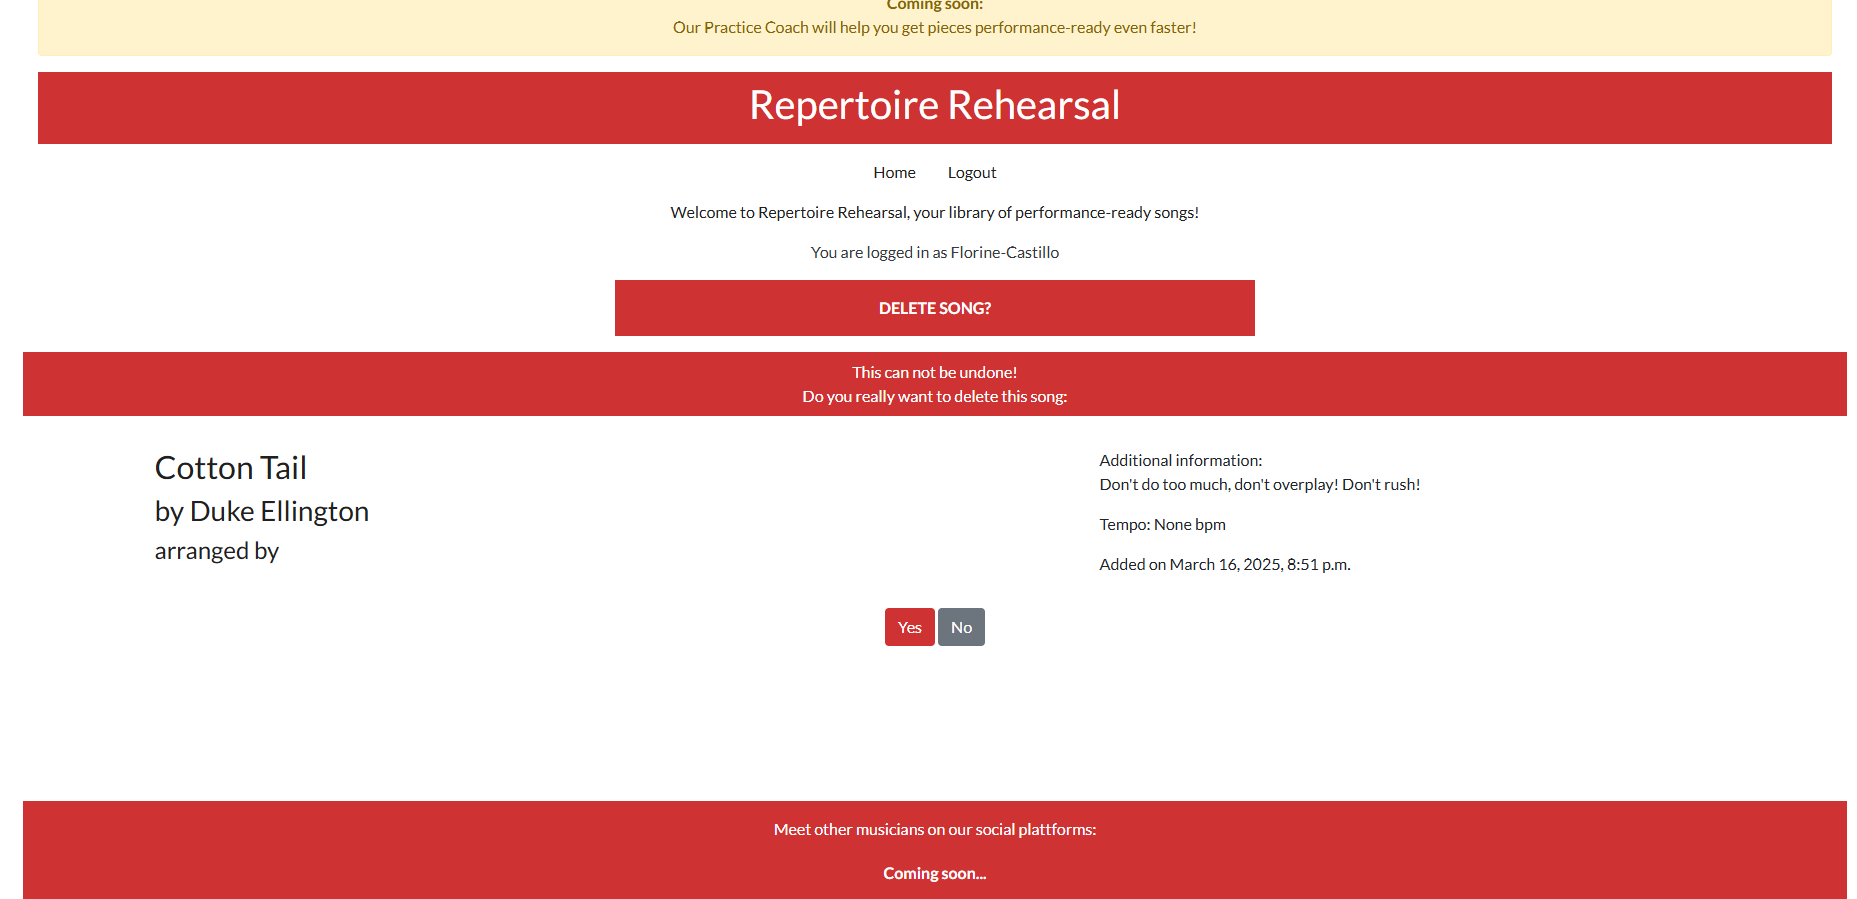 Coming soon:
Our Practice Coach will help you get pieces performance-ready even faster!
Repertoire Rehearsal
Home Logout
Welcome to Repertoire Rehearsal, your library of performance-ready songs!
You are logged in as Florine-Castillo
DELETE SONG?
This can not be undone!
Do you really want to delete this song:
Cotton Tail
by Duke Ellington
arranged by
Additional information:
Don't do too much, don't overplay! Don't rush!
Tempo: None bpm
Added on March 16, 2025, 8:51 p.m.
Yes No
Meet other musicians on our social plattforms:
Coming soon...